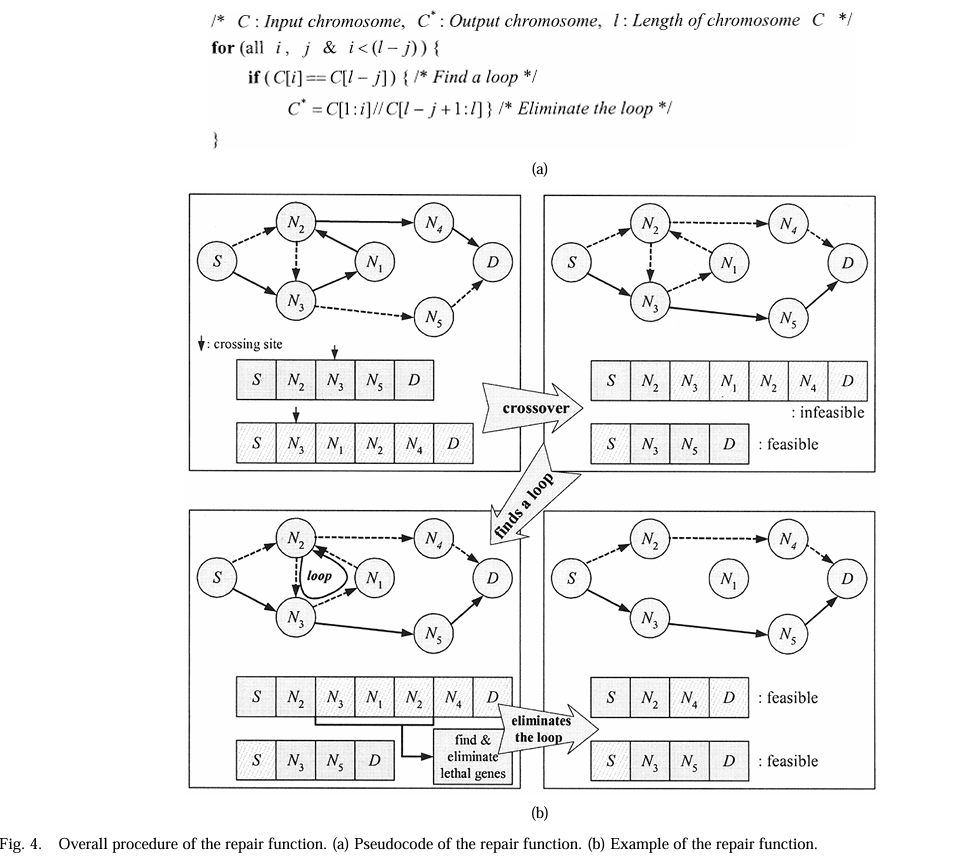 /* C : Input chromosome, C* : Output chromosome, l : Length of chromosome C */
for (all i, j & i<(l − j)) {
if (C[i]==C[l − j]) { /* Find a loop */
C* = C[1:i]//C[l − j+1:l]} /* Eliminate the loop */
}
(a)
N2 N4
S N1 D
N3 N5
: crossing site
S N2 N3 N5 D
S N3 N1 N2 N4 D
crossover
N2 N4
S N1 D
N3 N5
S N2 N3 N1 N2 N4 D
: infeasible
S N3 N5 D : feasible
finds a loop
N2 N4
S loop N1 D
N3 N5
S N2 N3 N1 N2 N4 D
S N3 N5 D
find &
eliminate
lethal genes
eliminates
the loop
N2 N4
S N1 D
N3 N5
S N2 N4 D : feasible
S N3 N5 D : feasible
(b)
Fig. 4. Overall procedure of the repair function. (a) Pseudocode of the repair function. (b) Example of the repair function.